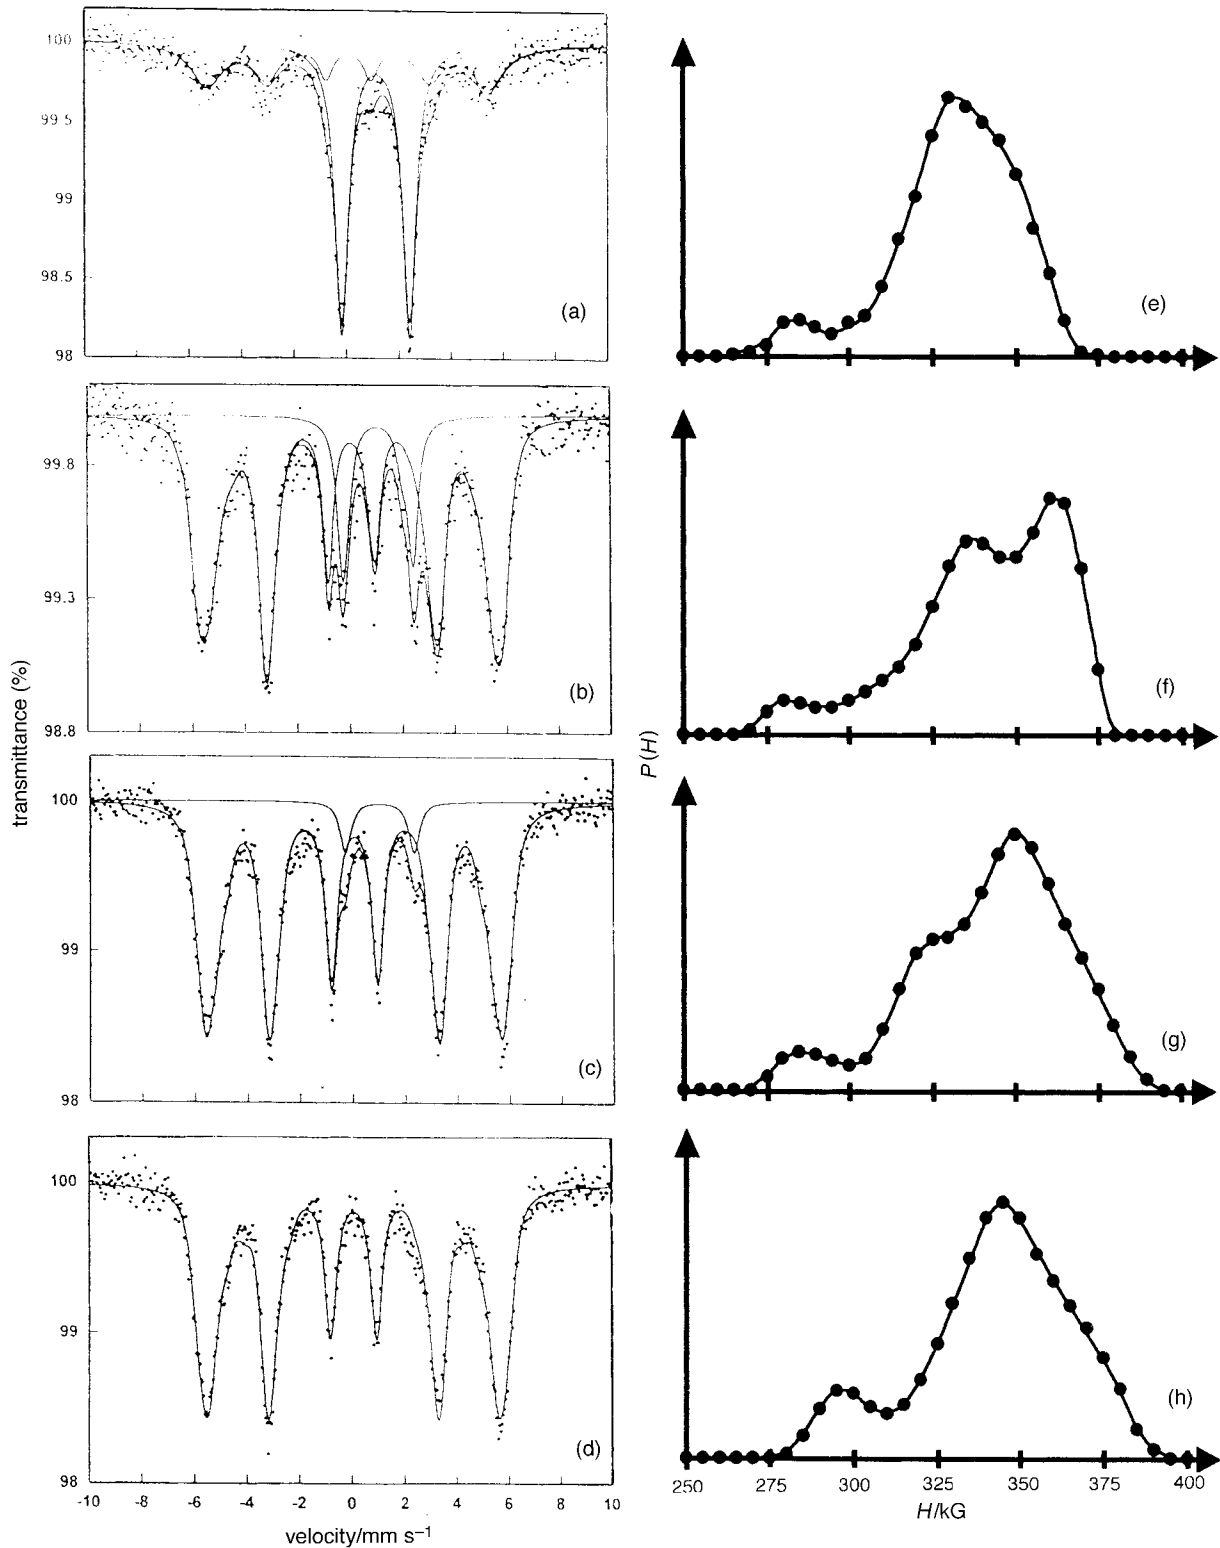 100
99.5
99
98.5
98
(a)
99.8
99.3
98.8
(b)
100
99
98
(c)
100
99
98
(d)
-10 -8 -6 -4 -2 0 2 4 6 8 10
velocity/mm s⁻¹
transmittance (%)
P(H)
(e)
(f)
(g)
(h)
250 275 300 325 350 375 400
H/kG